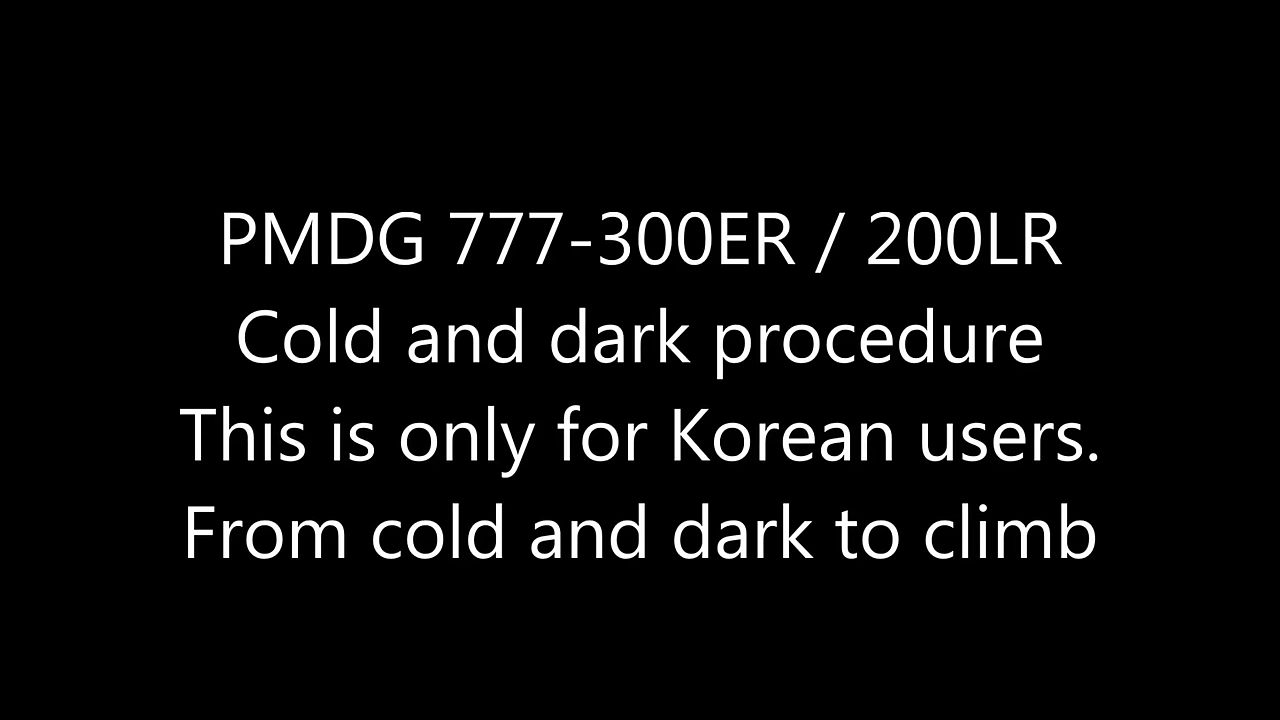 PMDG 777-300ER / 200LR
Cold and dark procedure
This is only for Korean users.
From cold and dark to climb